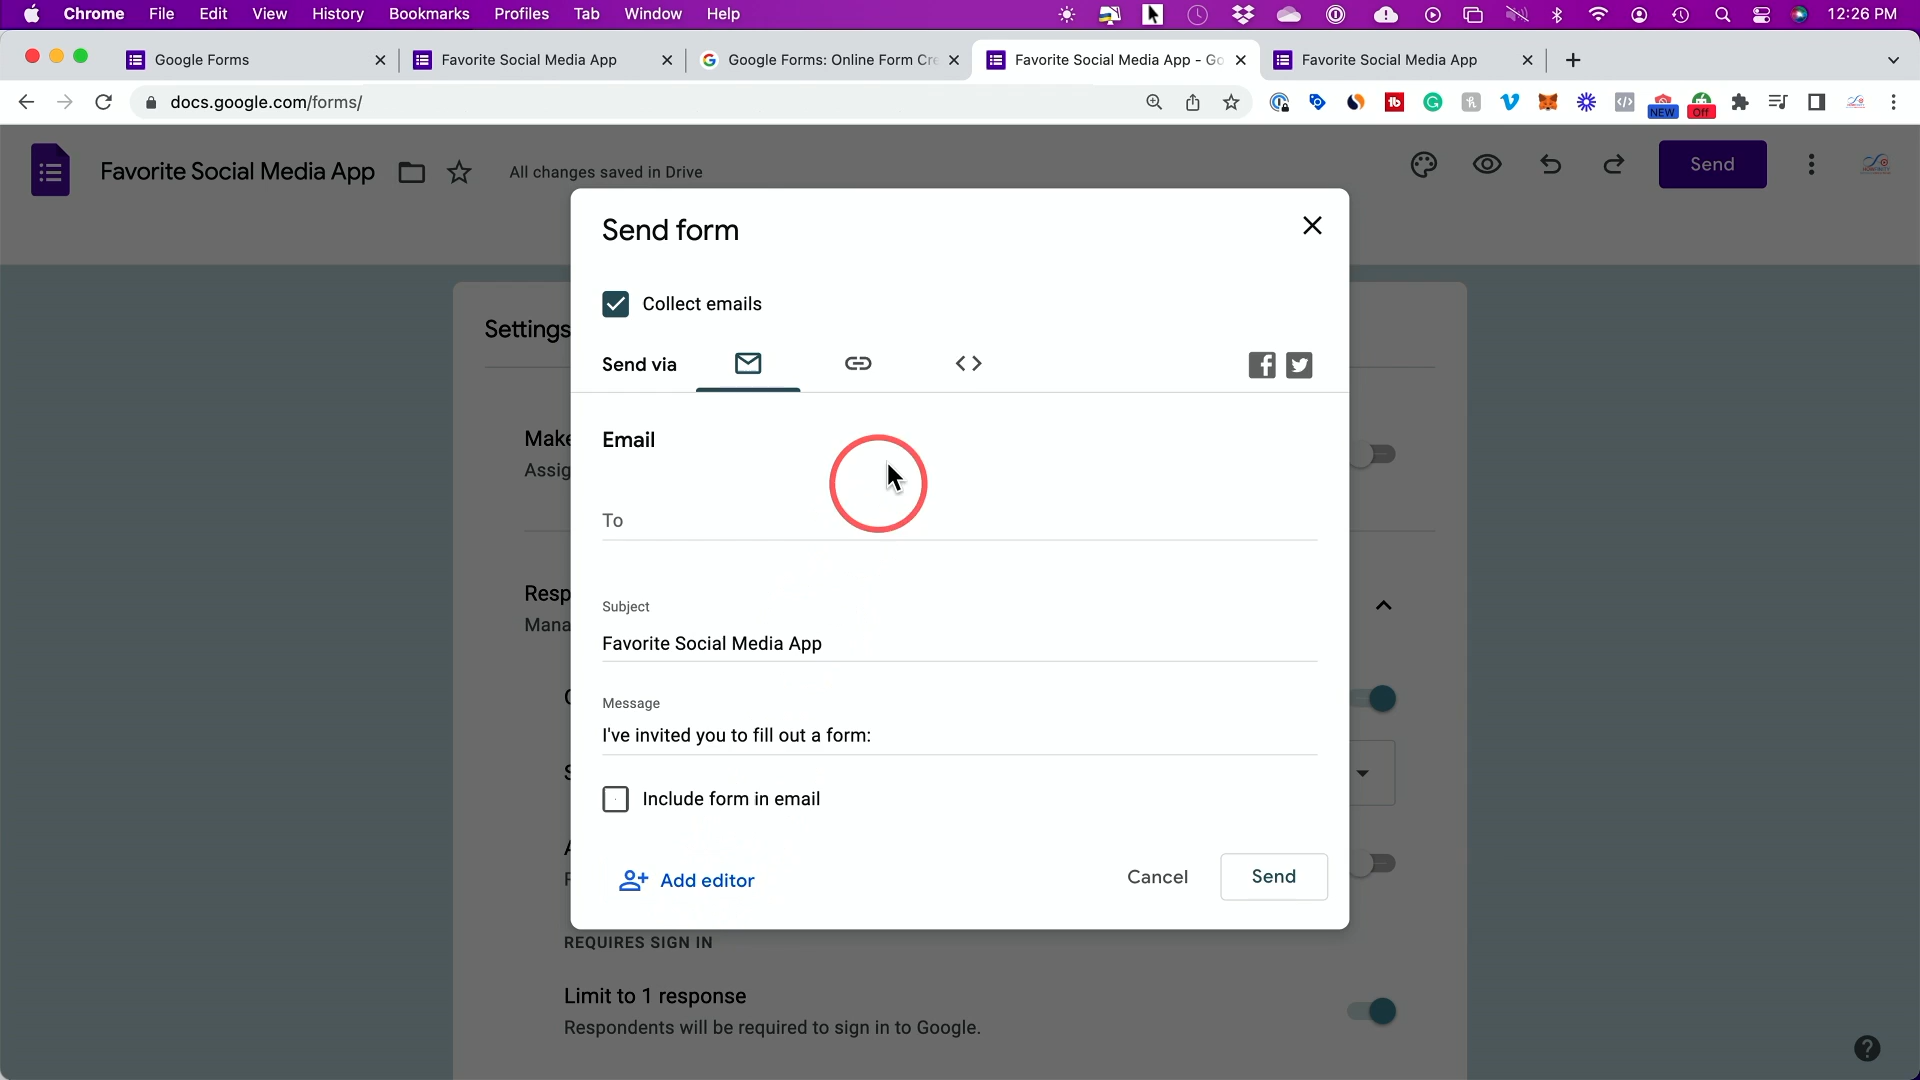 Chrome File Edit View History Bookmarks Profiles Tab Window Help 12:26 PM
Google Forms Favorite Social Media App Google Forms: Online Form Cre Favorite Social Media App - Go Favorite Social Media App
docs.google.com/forms/
NEW Off
Favorite Social Media App All changes saved in Drive Send
Send form
Collect emails
Settings
Send via
Make
Email
Assig
To
Resp
Subject
Mana
Favorite Social Media App
Message
I've invited you to fill out a form:
Include form in email
Add editor Cancel Send
REQUIRES SIGN IN
Limit to 1 response
Respondents will be required to sign in to Google.